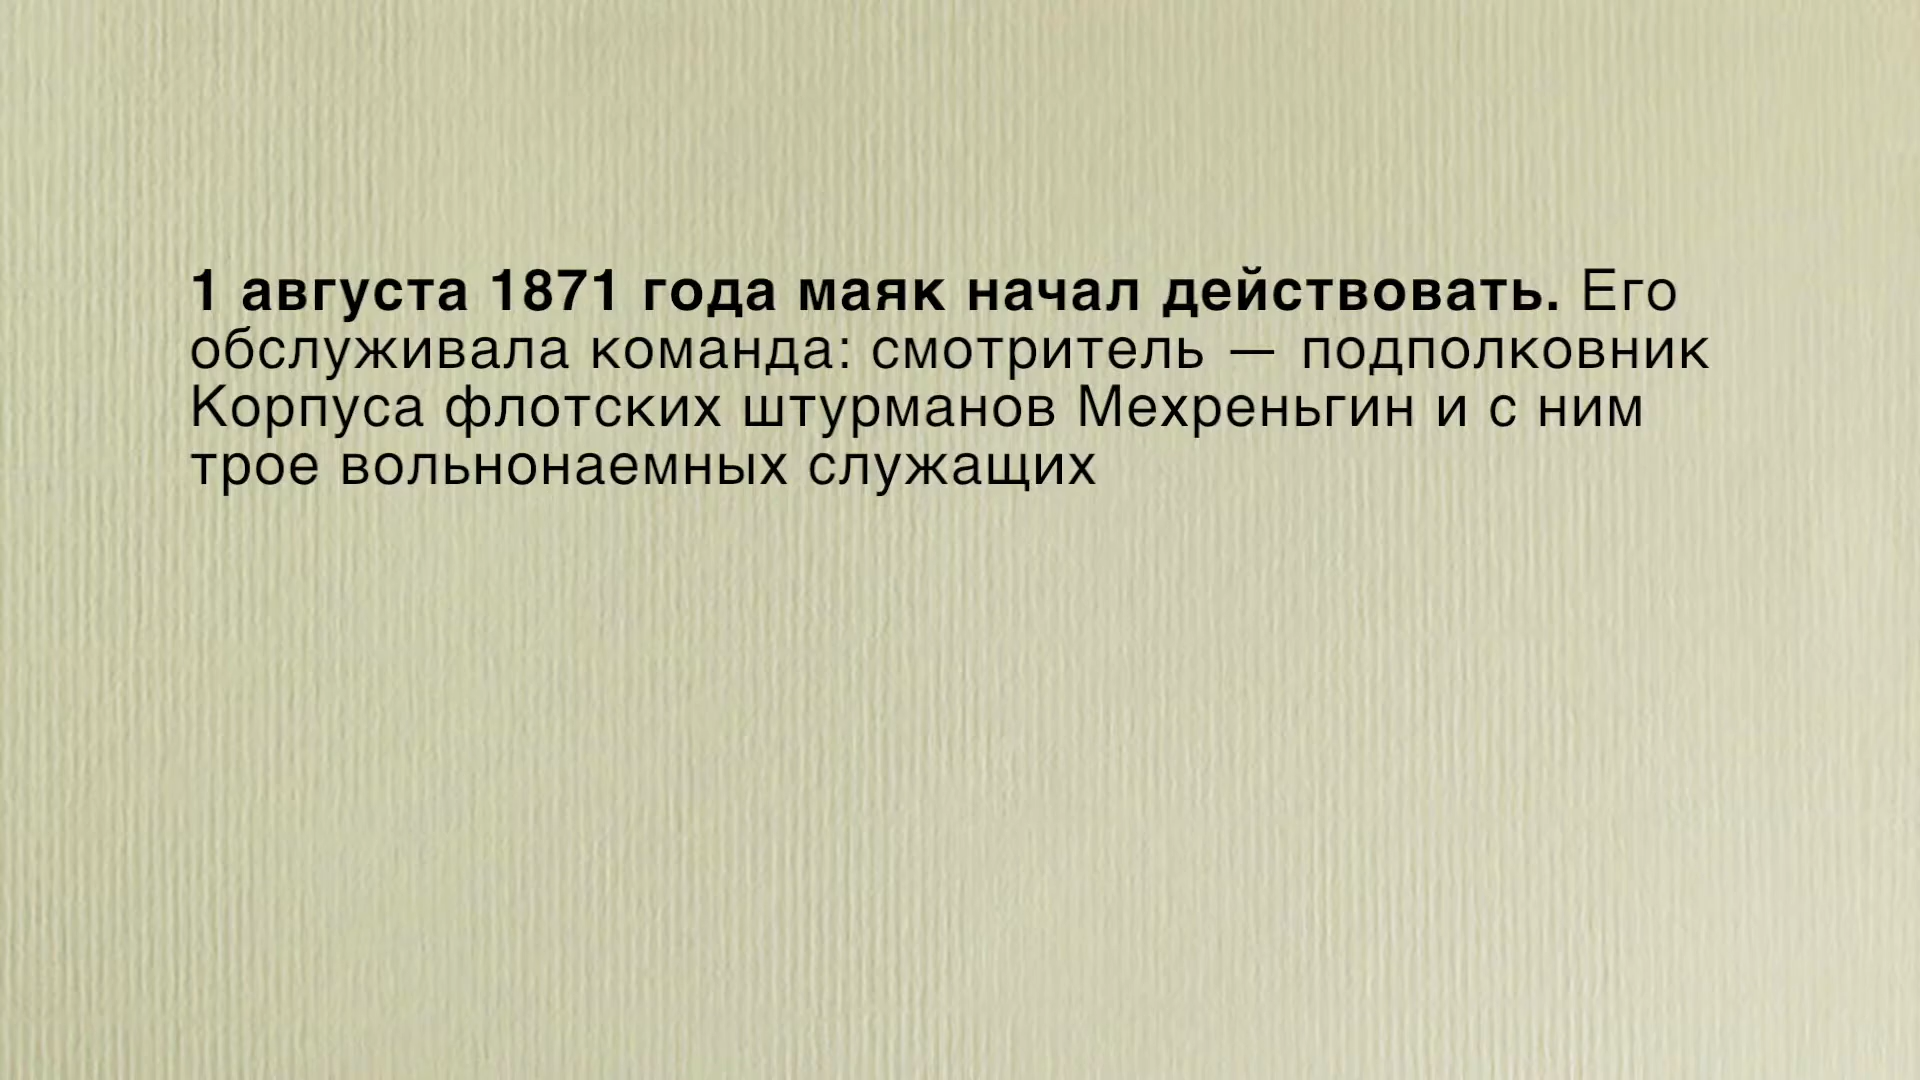 1 августа 1871 года маяк начал действовать. Его
обслуживала команда: смотритель — подполковник
Корпуса флотских штурманов Мехреньгин и с ним
трое вольнонаемных служащих